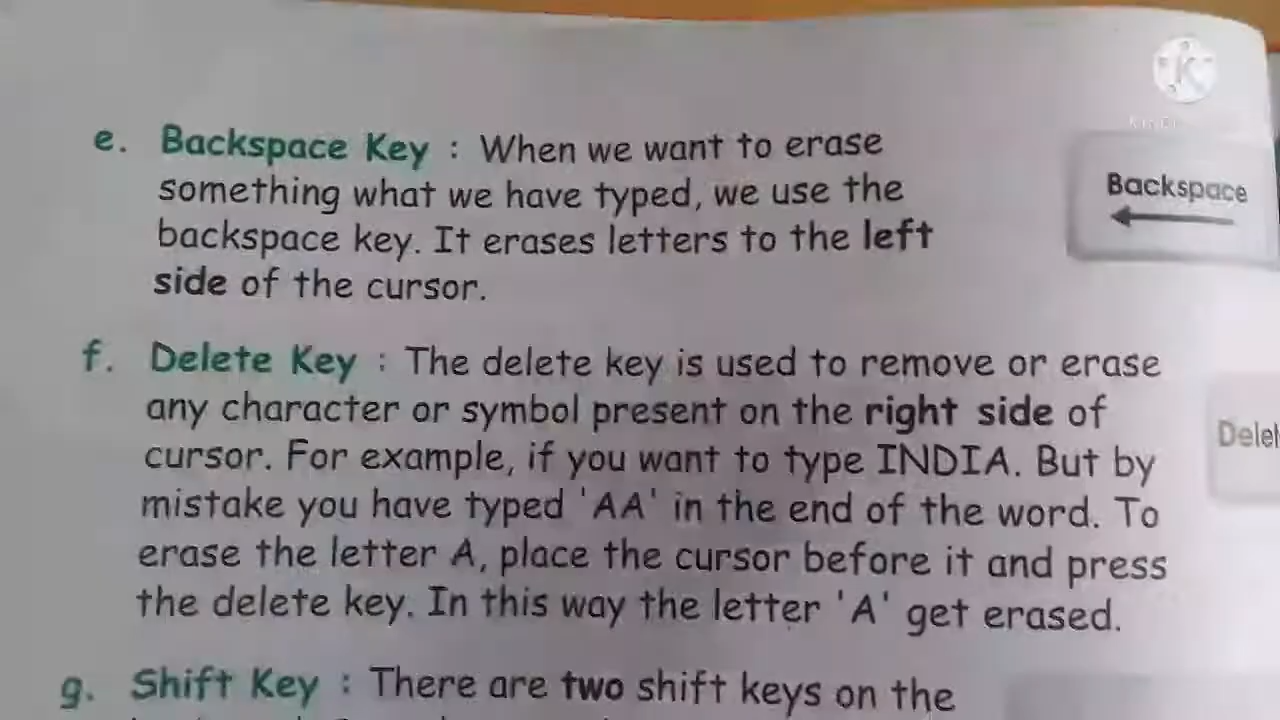 e. Backspace Key : When we want to erase
something what we have typed, we use the
backspace key. It erases letters to the left
side of the cursor.
Backspace
f. Delete Key : The delete key is used to remove or erase
any character or symbol present on the right side of
cursor. For example, if you want to type INDIA. But by
mistake you have typed 'AA' in the end of the word. To
erase the letter A, place the cursor before it and press
the delete key. In this way the letter 'A' get erased.
g. Shift Key : There are two shift keys on the